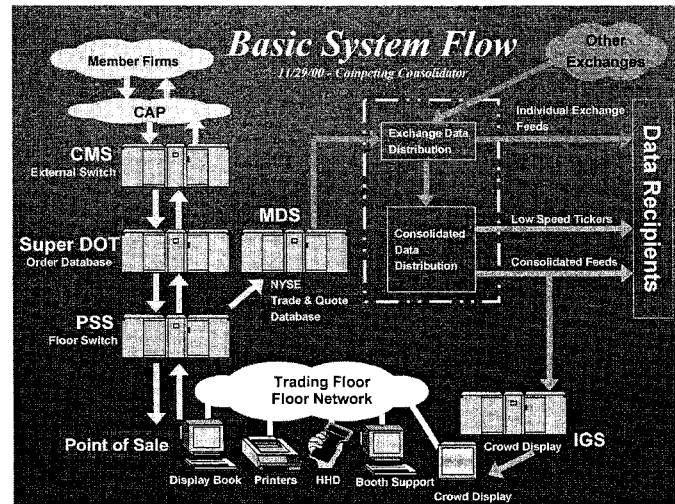 Basic System Flow
11/29/00 - Competing Consolidator
Member Firms
CAP
CMS
External Switch
Super DOT
Order Database
PSS
Floor Switch
MDS
NYSE
Trade & Quote
Database
Other
Exchanges
Exchange Data
Distribution
Individual Exchange
Feeds
Consolidated
Data
Distribution
Low Speed Tickers
Consolidated Feeds
Data Recipients
Trading Floor
Floor Network
Point of Sale
Display Book
Printers
HHD
Booth Support
Crowd Display
IGS
Crowd Display